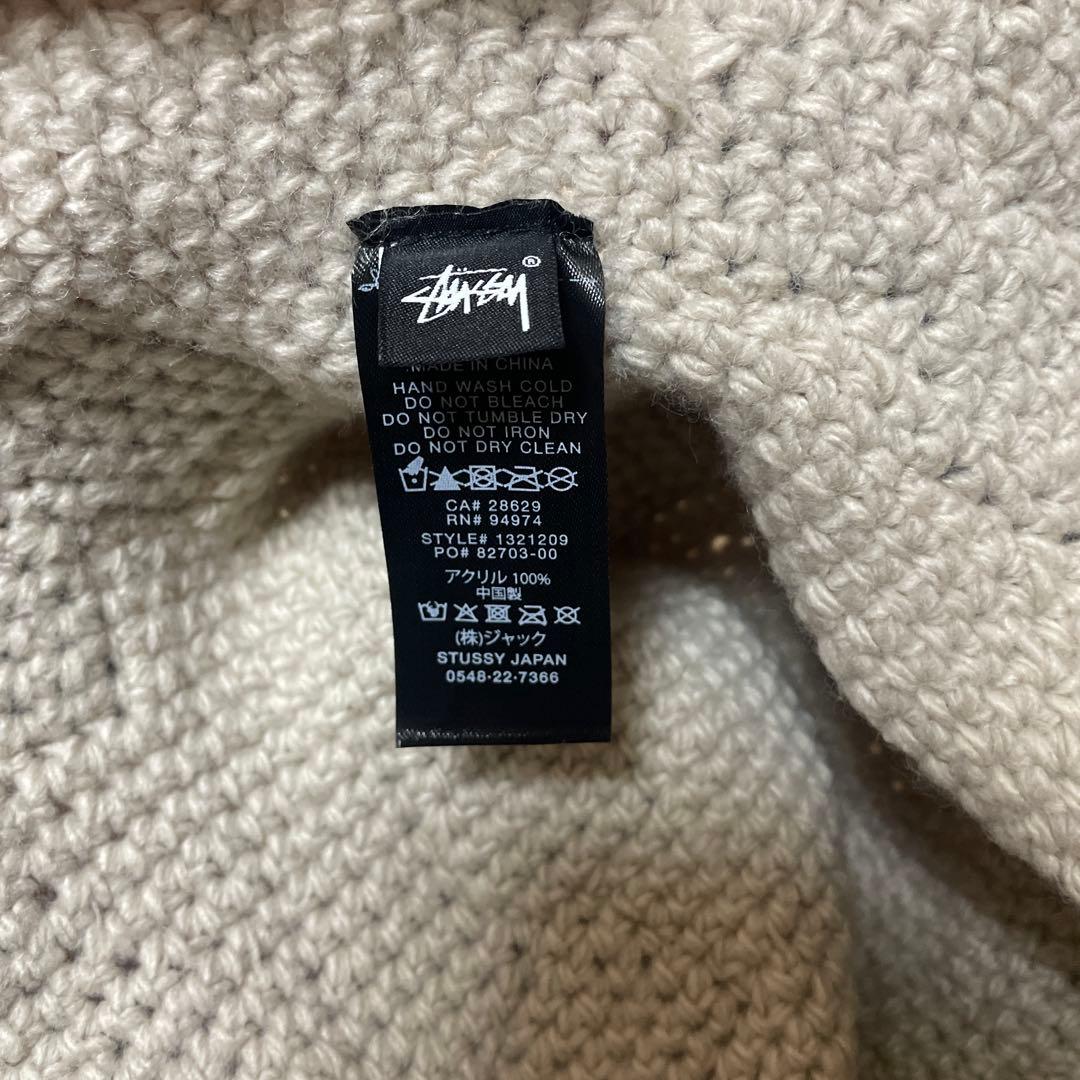 STÜSSY®
MADE IN CHINA
HAND WASH COLD
DO NOT BLEACH
DO NOT TUMBLE DRY
DO NOT IRON
DO NOT DRY CLEAN
CA# 28629
RN# 94974
STYLE# 1321209
PO# 82703-00
アクリル 100%
中国製
(株)ジャック
STUSSY JAPAN
0548·22·7366